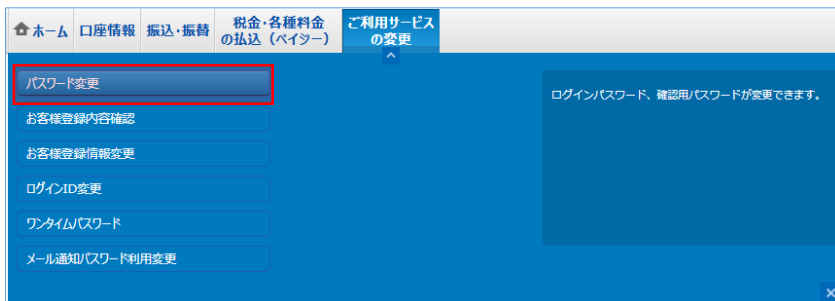 ホーム
口座情報
振込・振替
税金・各種料金
の払込（ペイジー）
ご利用サービス
の変更
パスワード変更
お客様登録内容確認
お客様登録情報変更
ログインID変更
ワンタイムパスワード
メール通知パスワード利用変更
ログインパスワード、確認用パスワードが変更できます。